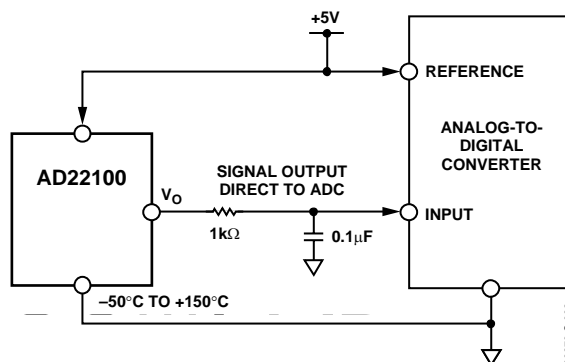 +5V
REFERENCE
ANALOG-TO-
DIGITAL
CONVERTER
AD22100
V_O
SIGNAL OUTPUT
DIRECT TO ADC
1kΩ
0.1μF
INPUT
–50°C TO +150°C